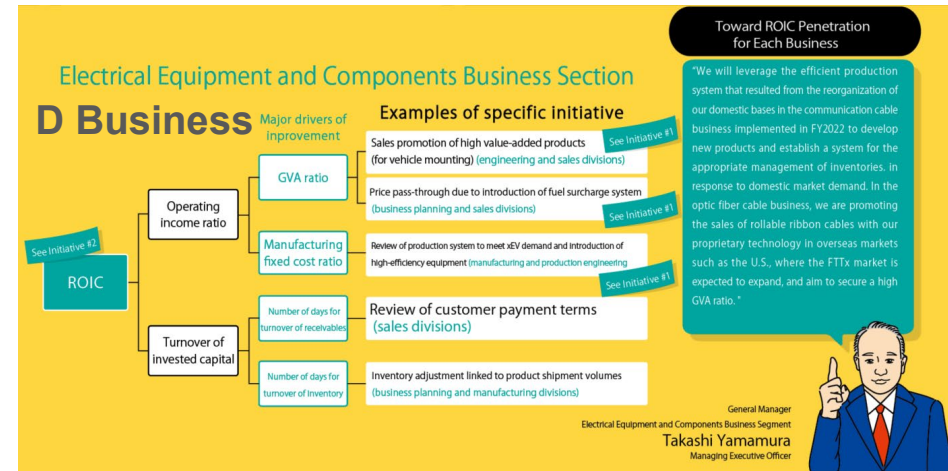 Toward ROIC Penetration
for Each Business
Electrical Equipment and Components Business Section
D Business
Major drivers of
inprovement
Examples of specific initiative
See Initiative #2
ROIC
Operating
income ratio
GVA ratio
Sales promotion of high value-added products
(for vehicle mounting) (engineering and sales divisions)
See Initiative #1
Price pass-through due to introduction of fuel surcharge system
(business planning and sales divisions)
See Initiative #1
Manufacturing
fixed cost ratio
Review of production system to meet xEV demand and introduction of
high-efficiency equipment (manufacturing and production engineering
See Initiative #1
Turnover of
invested capital
Number of days for
turnover of receivables
Review of customer payment terms
(sales divisions)
Number of days for
turnover of inventory
Inventory adjustment linked to product shipment volumes
(business planning and manufacturing divisions)
"We will leverage the efficient production
system that resulted from the reorganization of
our domestic bases in the communication cable
business implemented in FY2022 to develop
new products and establish a system for the
appropriate management of inventories. in
response to domestic market demand. In the
optic fiber cable business, we are promoting
the sales of rollable ribbon cables with our
proprietary technology in overseas markets
such as the U.S., where the FTTx market is
expected to expand, and aim to secure a high
GVA ratio. "
General Manager
Electrical Equipment and Components Business Segment
Takashi Yamamura
Managing Executive Officer